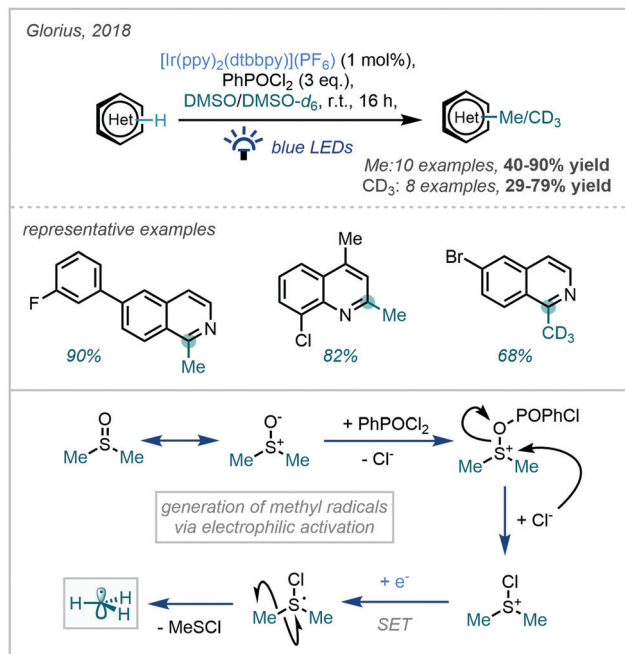 Glorius, 2018
[Ir(ppy)₂(dtbbpy)](PF₆) (1 mol%),
PhPOCl₂ (3 eq.),
DMSO/DMSO-d₆, r.t., 16 h,
Het H
Het Me/CD₃
blue LEDs
Me:10 examples, 40-90% yield
CD₃: 8 examples, 29-79% yield
representative examples
F N Me
90%
Me N Me Cl
82%
Br N CD₃
68%
O S Me Me
O⁻ S⁺ Me Me
+ PhPOCl₂
- Cl⁻
O POPhCl S⁺ Me Me
generation of methyl radicals
via electrophilic activation
+ Cl⁻
Cl S⁺ Me Me
+ e⁻
SET
Cl S Me Me
- MeSCl
H H H